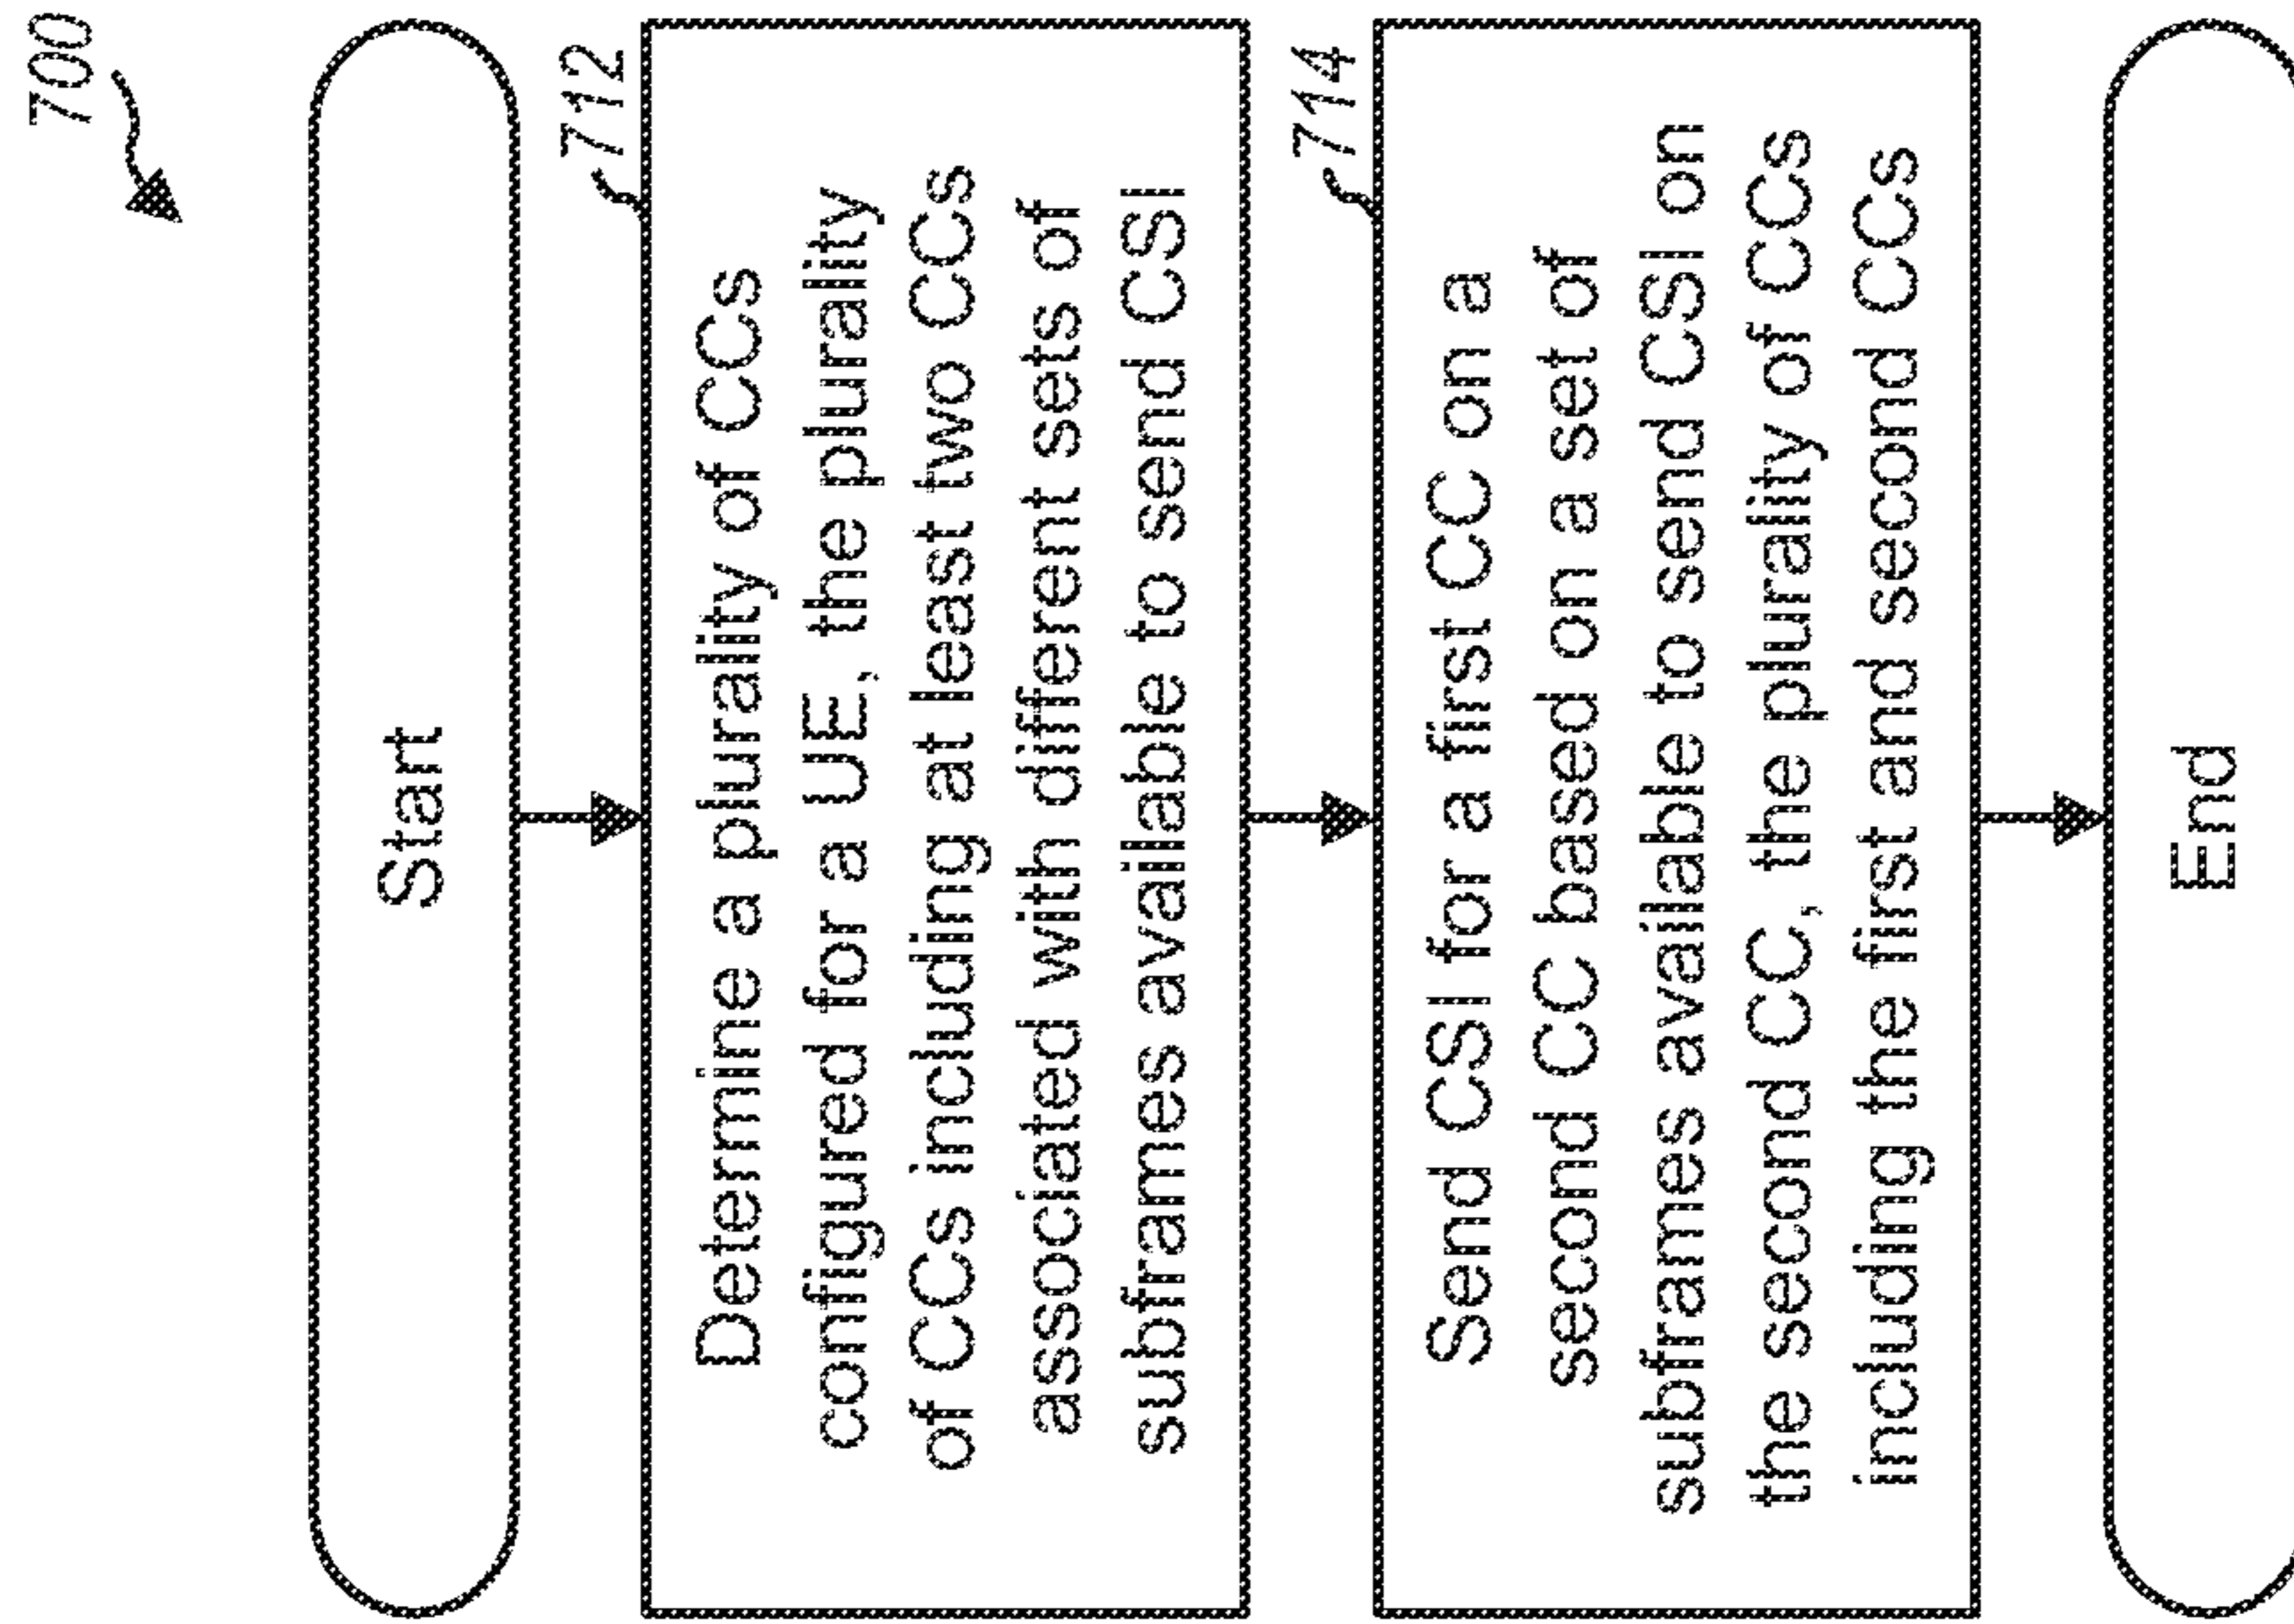 700
Start
712
Determine a plurality of CCs
configured for a UE, the plurality
of CCs including at least two CCs
associated with different sets of
subframes available to send CSI
714
Send CSI for a first CC on a
second CC based on a set of
subframes available to send CSI on
the second CC, the plurality of CCs
including the first and second CCs
End